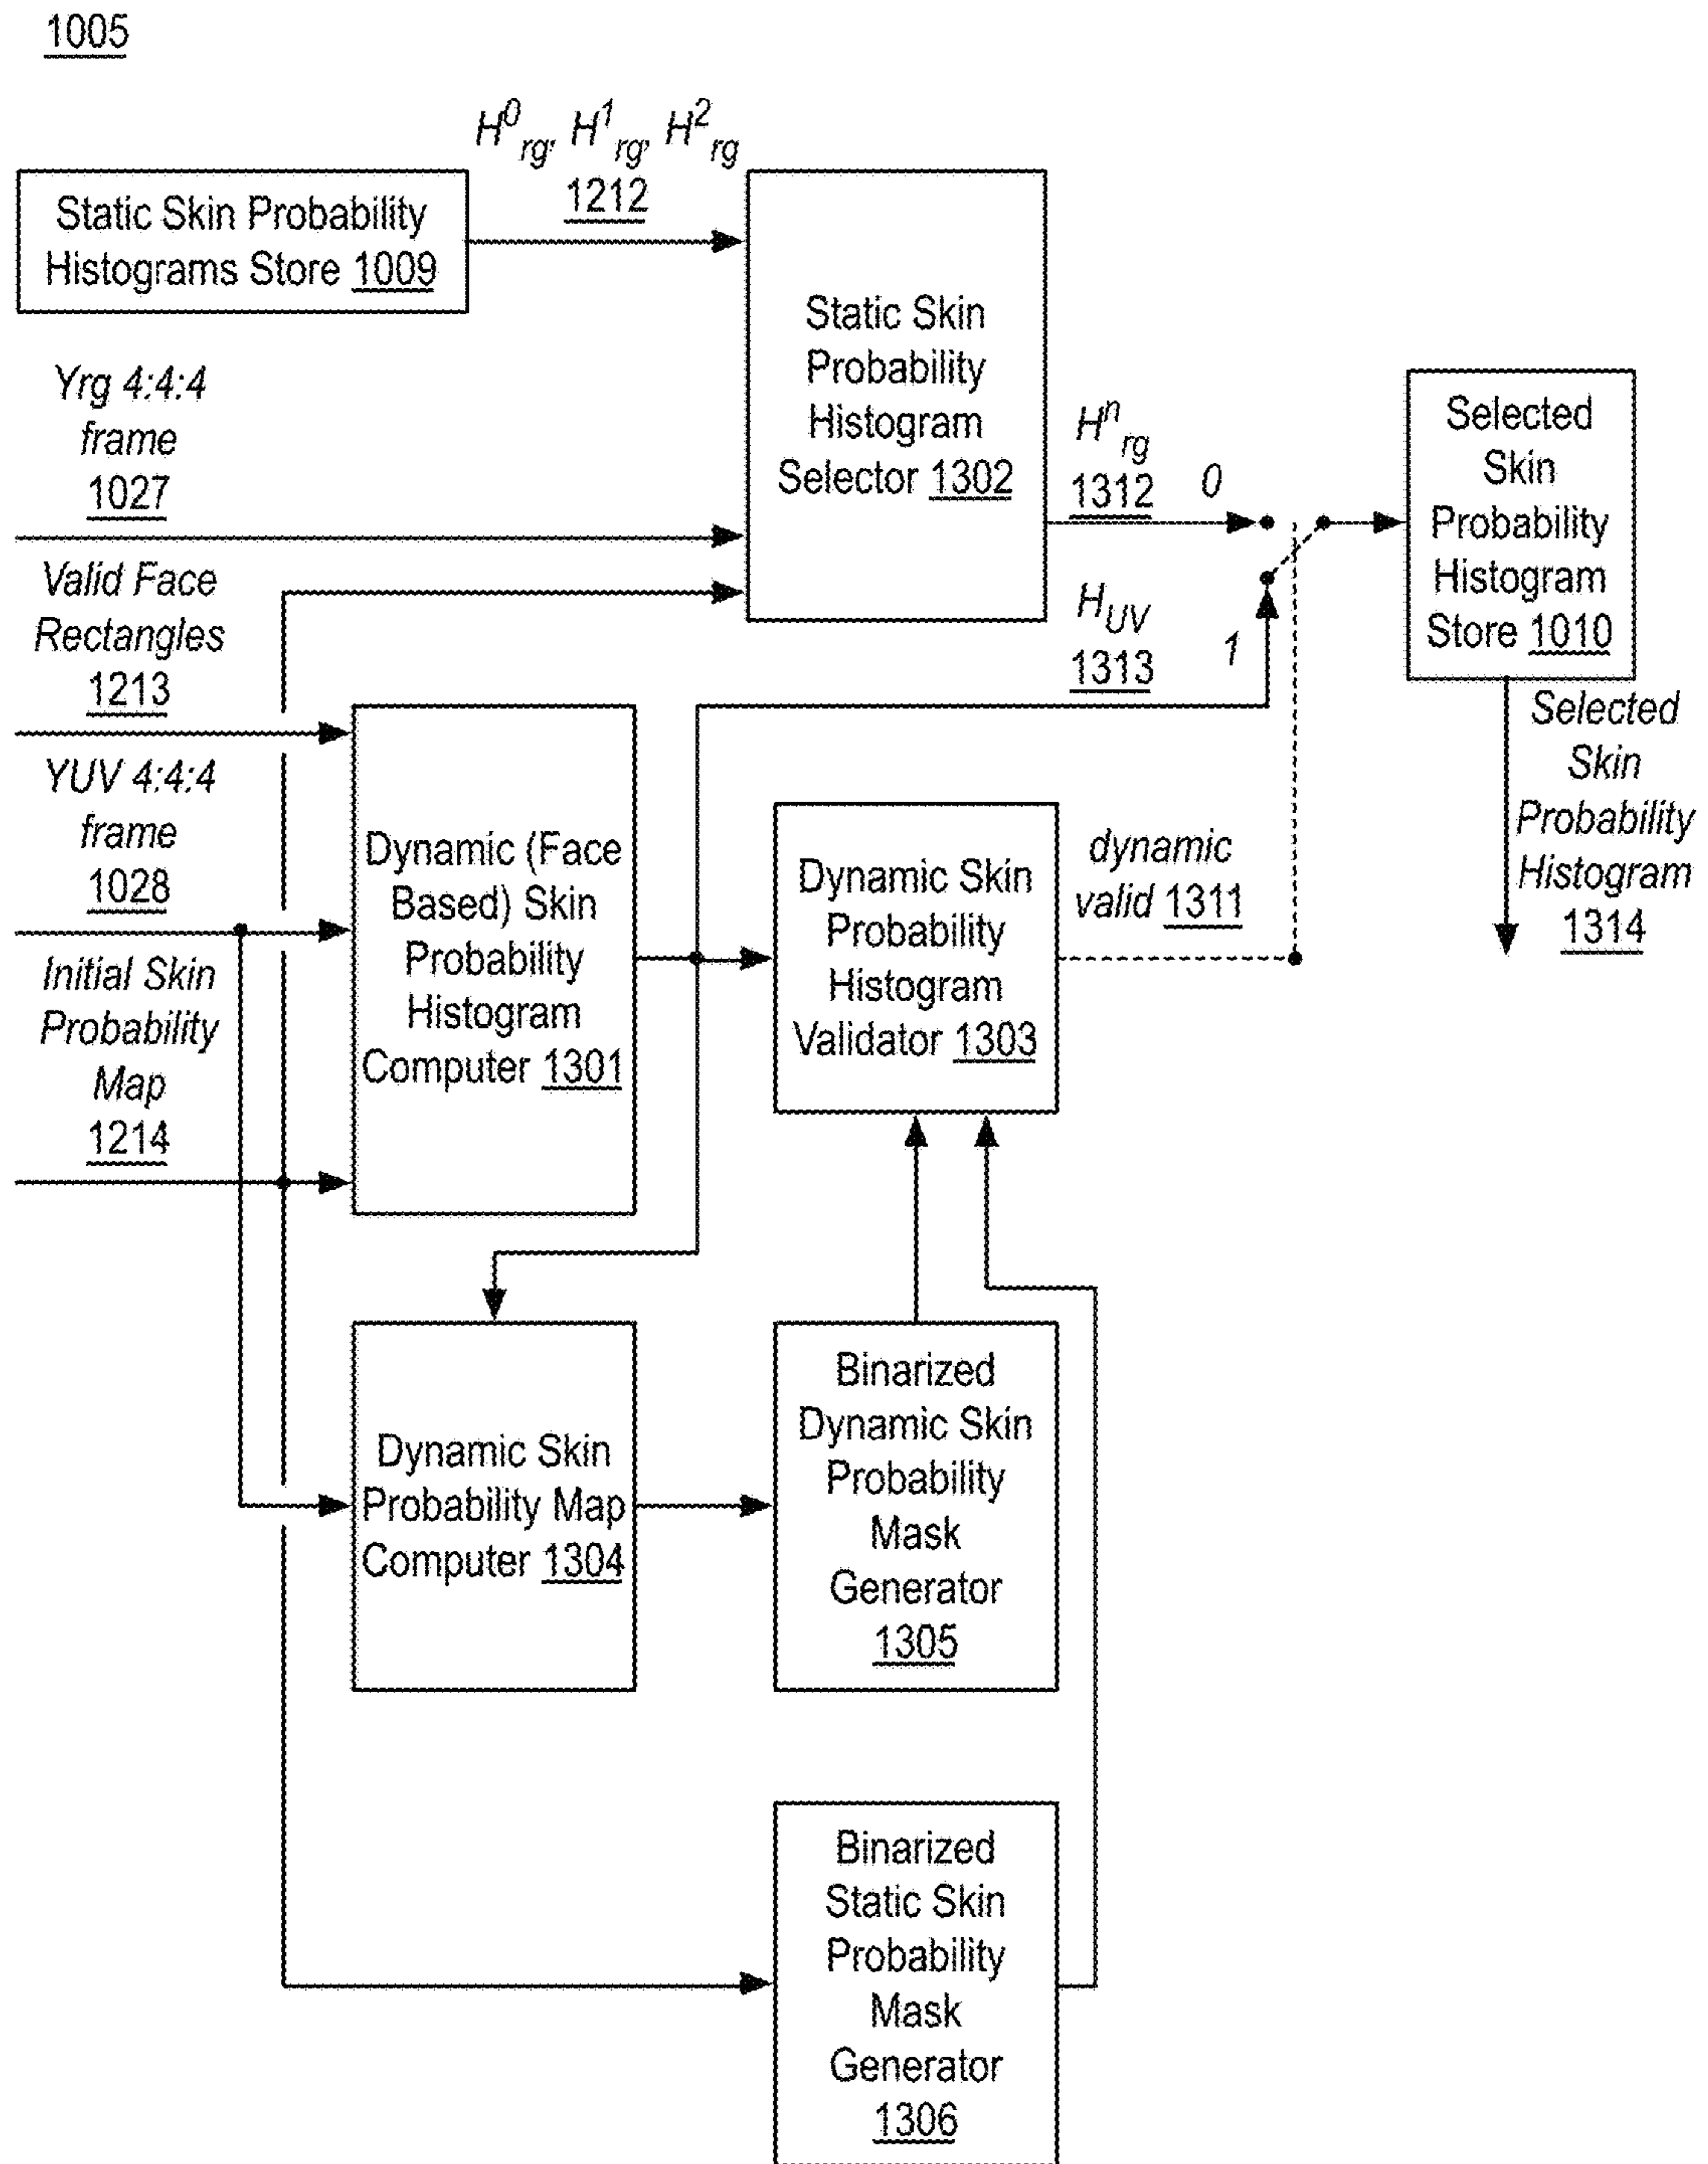 1005
H⁰rg, H¹rg, H²rg
1212
Static Skin Probability
Histograms Store 1009
Static Skin
Probability
Histogram
Selector 1302
Yrg 4:4:4
frame
1027
Hⁿrg
1312
0
Selected
Skin
Probability
Histogram
Store 1010
Valid Face
Rectangles
1213
HUV
1313
1
YUV 4:4:4
frame
1028
Dynamic (Face
Based) Skin
Probability
Histogram
Computer 1301
Dynamic Skin
Probability
Histogram
Validator 1303
dynamic
valid 1311
Selected
Skin
Probability
Histogram
1314
Initial Skin
Probability
Map
1214
Dynamic Skin
Probability Map
Computer 1304
Binarized
Dynamic Skin
Probability
Mask
Generator
1305
Binarized
Static Skin
Probability
Mask
Generator
1306